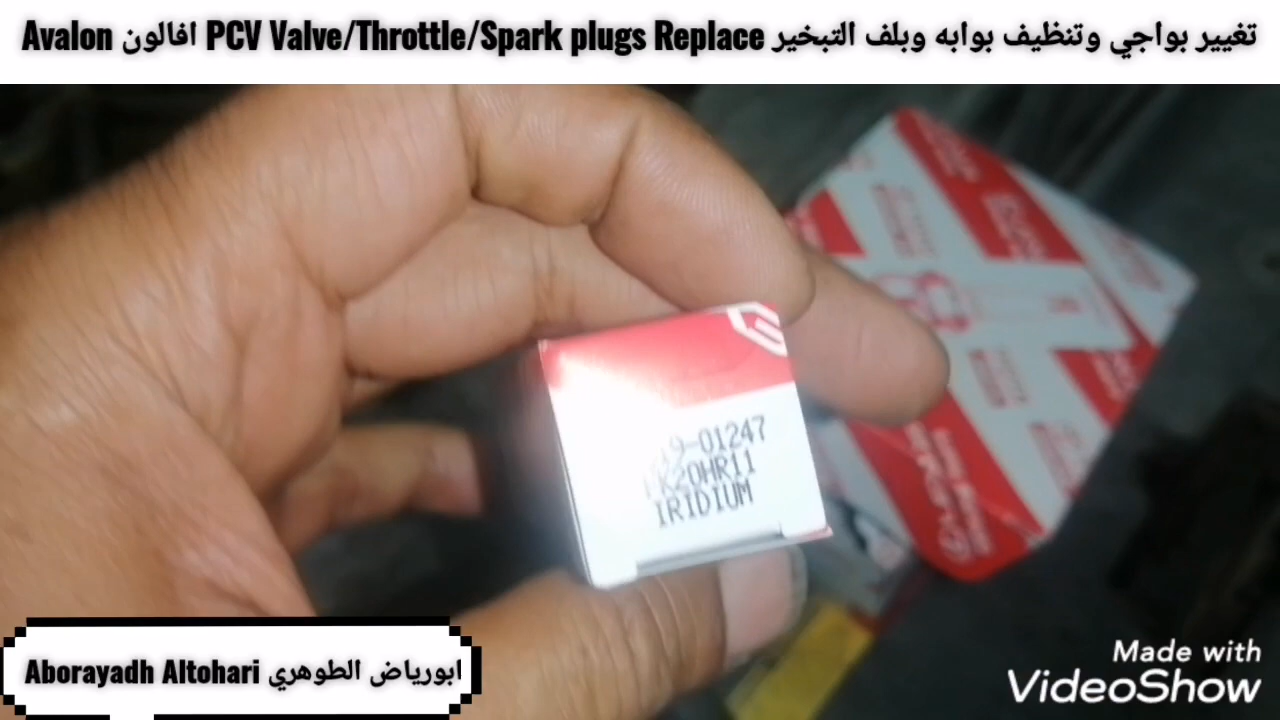 تغيير بواجي وتنظيف بوابه وبلف التبخير PCV Valve/Throttle/Spark plugs Replace افالون Avalon
9-01247
K20HR11
IRIDIUM
ابورياض الطوهري Aborayadh Altohari
Made with
VideoShow